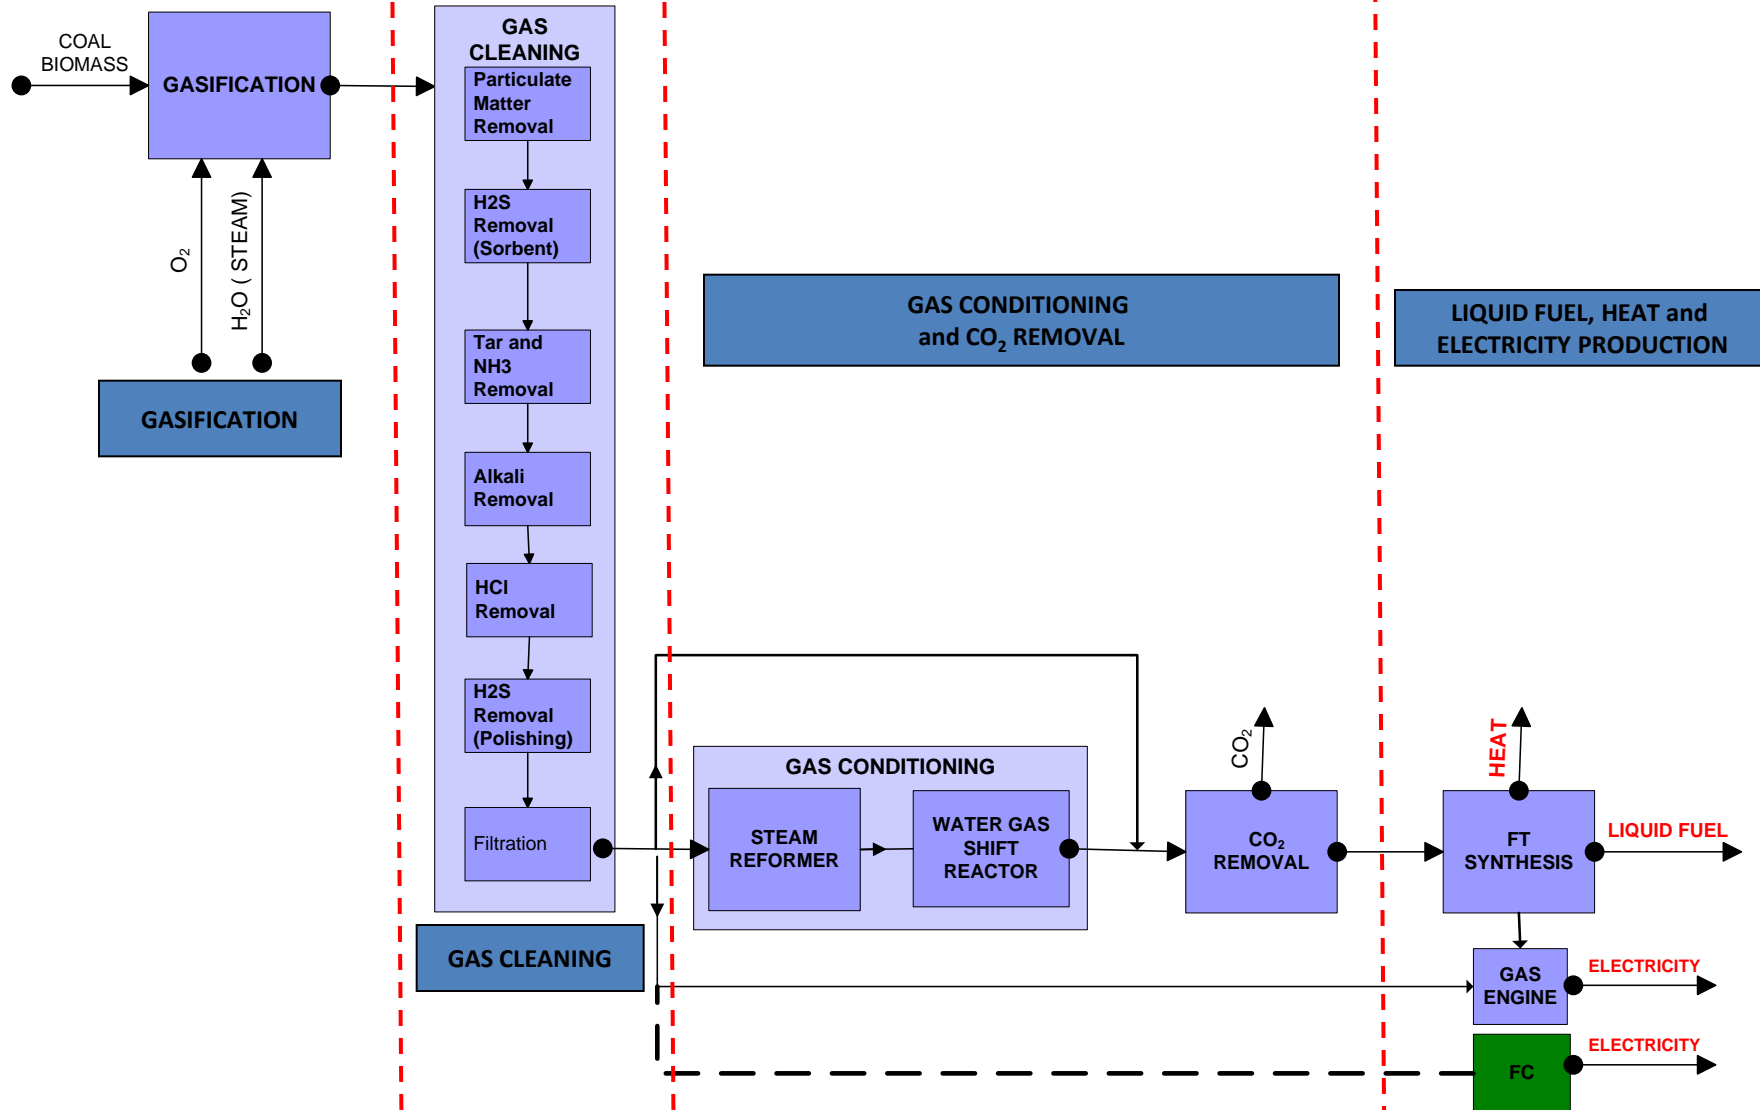 COAL
BIOMASS
GASIFICATION
O₂
H₂O ( STEAM)
GASIFICATION
GAS
CLEANING
Particulate
Matter
Removal
H2S
Removal
(Sorbent)
Tar and
NH3
Removal
Alkali
Removal
HCl
Removal
H2S
Removal
(Polishing)
Filtration
GAS CLEANING
GAS CONDITIONING
and CO₂ REMOVAL
GAS CONDITIONING
STEAM
REFORMER
WATER GAS
SHIFT
REACTOR
CO₂
CO₂
REMOVAL
LIQUID FUEL, HEAT and
ELECTRICITY PRODUCTION
HEAT
FT
SYNTHESIS
LIQUID FUEL
GAS
ENGINE
ELECTRICITY
FC
ELECTRICITY